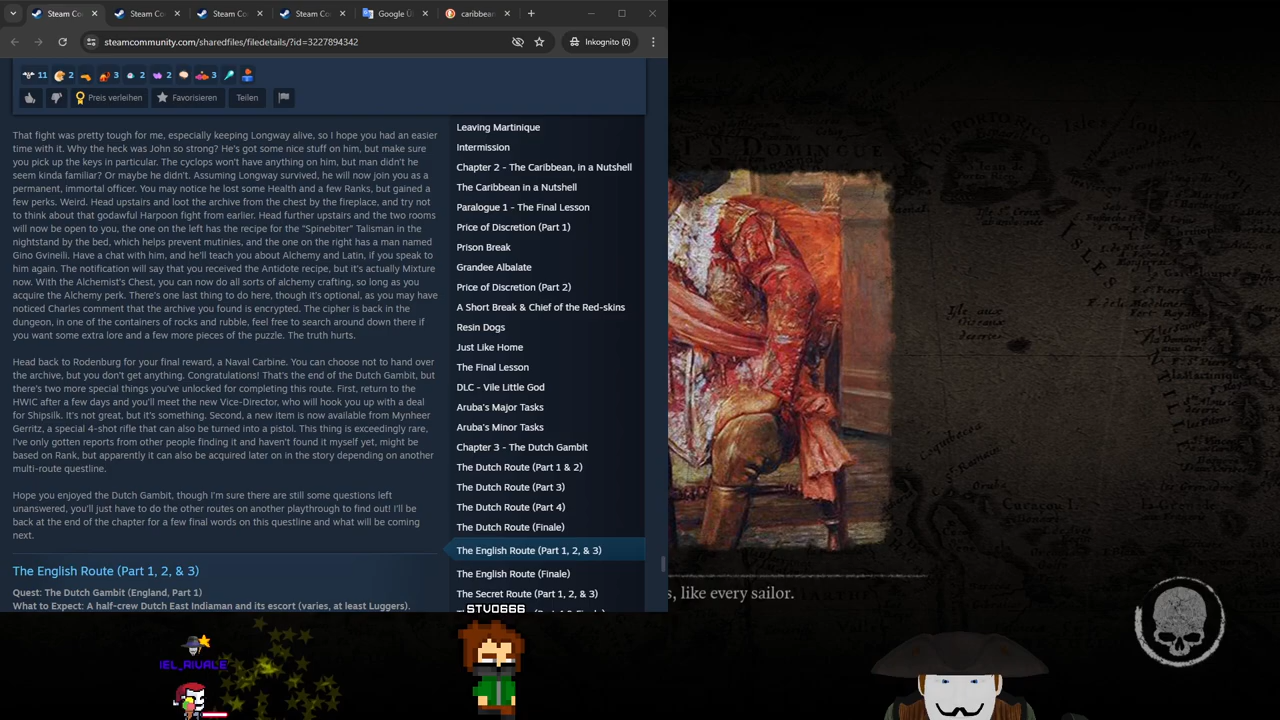 Steam Co
Steam Co
Steam Co
Steam Co
Google Ü
caribbean
steamcommunity.com/sharedfiles/filedetails/?id=3227894342
Inkognito (6)
11
2
3
2
2
3
Preis verleihen
Favorisieren
Teilen
That fight was pretty tough for me, especially keeping Longway alive, so I hope you had an easier
time with it. Why the heck was John so strong? He's got some nice stuff on him, but make sure
you pick up the keys in particular. The cyclops won't have anything on him, but man didn't he
seem kinda familiar? Or maybe he didn't. Assuming Longway survived, he will now join you as a
permanent, immortal officer. You may notice he lost some Health and a few Ranks, but gained a
few perks. Weird. Head upstairs and loot the archive from the chest by the fireplace, and try not
to think about that godawful Harpoon fight from earlier. Head further upstairs and the two rooms
will now be open to you, the one on the left has the recipe for the "Spinebiter" Talisman in the
nightstand by the bed, which helps prevent mutinies, and the one on the right has a man named
Gino Gvineili. Have a chat with him, and he'll teach you about Alchemy and Latin, if you speak to
him again. The notification will say that you received the Antidote recipe, but it's actually Mixture
now. With the Alchemist's Chest, you can now do all sorts of alchemy crafting, so long as you
acquire the Alchemy perk. There's one last thing to do here, though it's optional, as you may have
noticed Charles comment that the archive you found is encrypted. The cipher is back in the
dungeon, in one of the containers of rocks and rubble, feel free to search around down there if
you want some extra lore and a few more pieces of the puzzle. The truth hurts.
Head back to Rodenburg for your final reward, a Naval Carbine. You can choose not to hand over
the archive, but you don't get anything. Congratulations! That's the end of the Dutch Gambit, but
there's two more special things you've unlocked for completing this route. First, return to the
HWIC after a few days and you'll meet the new Vice-Director, who will hook you up with a deal
for Shipsilk. It's not great, but it's something. Second, a new item is now available from Mynheer
Gerritz, a special 4-shot rifle that can also be turned into a pistol. This thing is exceedingly rare,
I've only gotten reports from other people finding it and haven't found it myself yet, might be
based on Rank, but apparently it can also be acquired later on in the story depending on another
multi-route questline.
Hope you enjoyed the Dutch Gambit, though I'm sure there are still some questions left
unanswered, you'll just have to do the other routes on another playthrough to find out! I'll be
back at the end of the chapter for a few final words on this questline and what will be coming
next.
The English Route (Part 1, 2, & 3)
Quest: The Dutch Gambit (England, Part 1)
What to Expect: A half-crew Dutch East Indiaman and its escort (varies, at least Luggers).
Leaving Martinique
Intermission
Chapter 2 - The Caribbean, in a Nutshell
The Caribbean in a Nutshell
Paralogue 1 - The Final Lesson
Price of Discretion (Part 1)
Prison Break
Grandee Albalate
Price of Discretion (Part 2)
A Short Break & Chief of the Red-skins
Resin Dogs
Just Like Home
The Final Lesson
DLC - Vile Little God
Aruba's Major Tasks
Aruba's Minor Tasks
Chapter 3 - The Dutch Gambit
The Dutch Route (Part 1 & 2)
The Dutch Route (Part 3)
The Dutch Route (Part 4)
The Dutch Route (Finale)
The English Route (Part 1, 2, & 3)
The English Route (Finale)
The Secret Route (Part 1, 2, & 3)
STVD666
IEL_RIVALE
PORTO RICO
S. Jean de
T S. DOMINGUE
Isle au
Oiseaux
deserte
s, like every sailor.